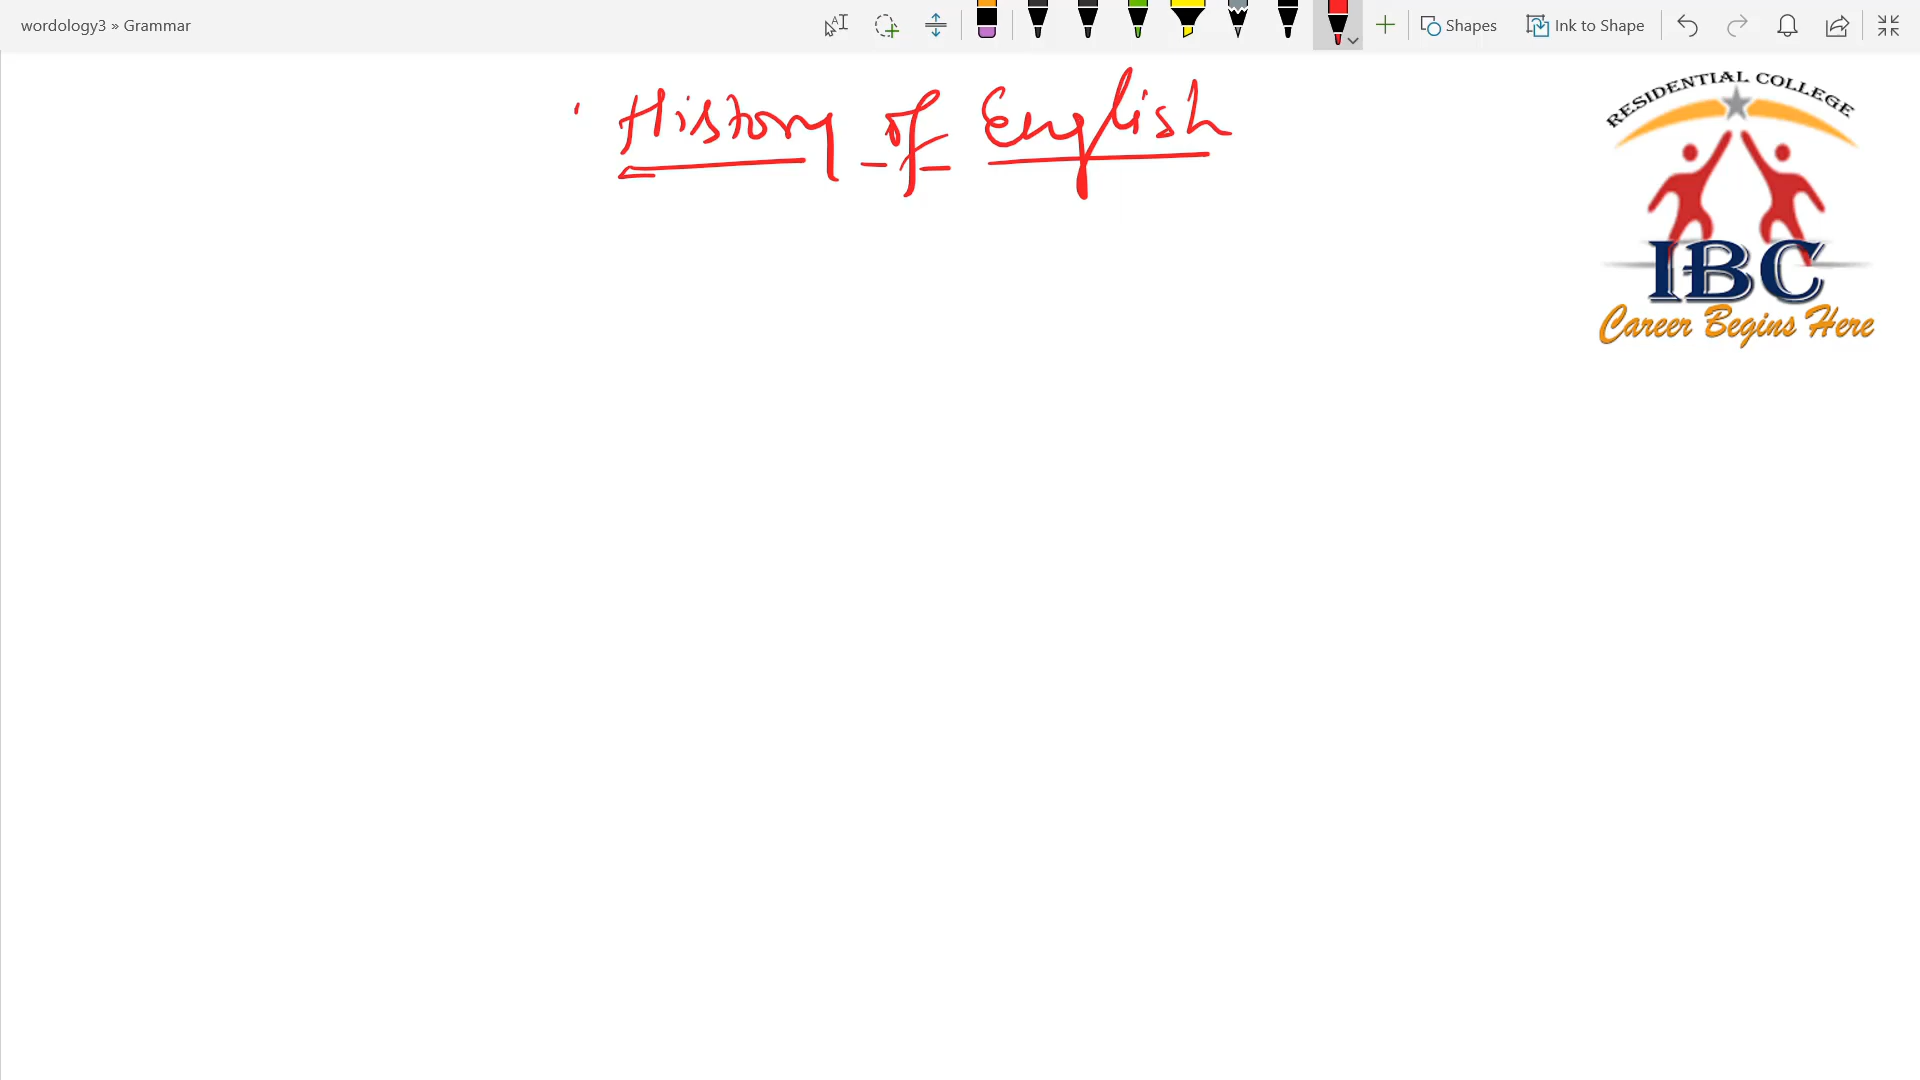 wordology3 » Grammar
Shapes
Ink to Shape
History of English
RESIDENTIAL COLLEGE
IBC
Career Begins Here